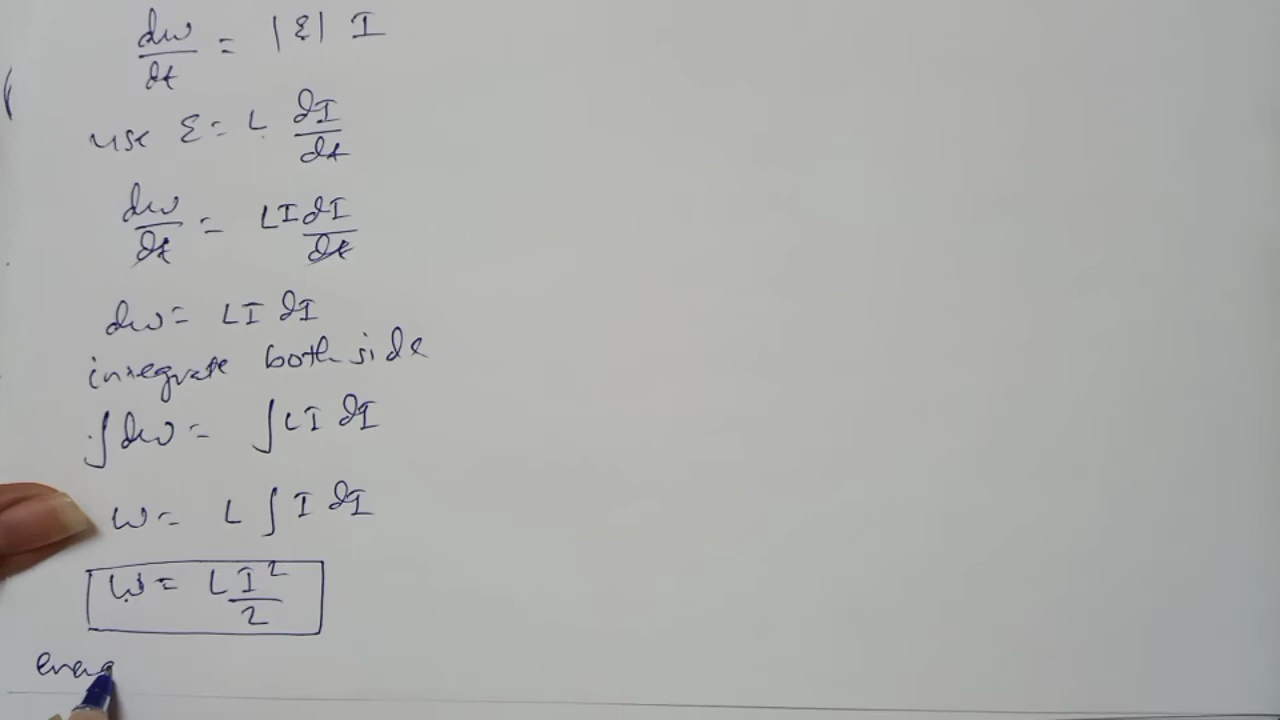 dw/dt = |ε| I
use ε = L dI/dt
dw/dt = LI dI/dt
dw = LI dI
integrate both side
∫dw = ∫LI dI
w = L ∫ I dI
W = L I²/2